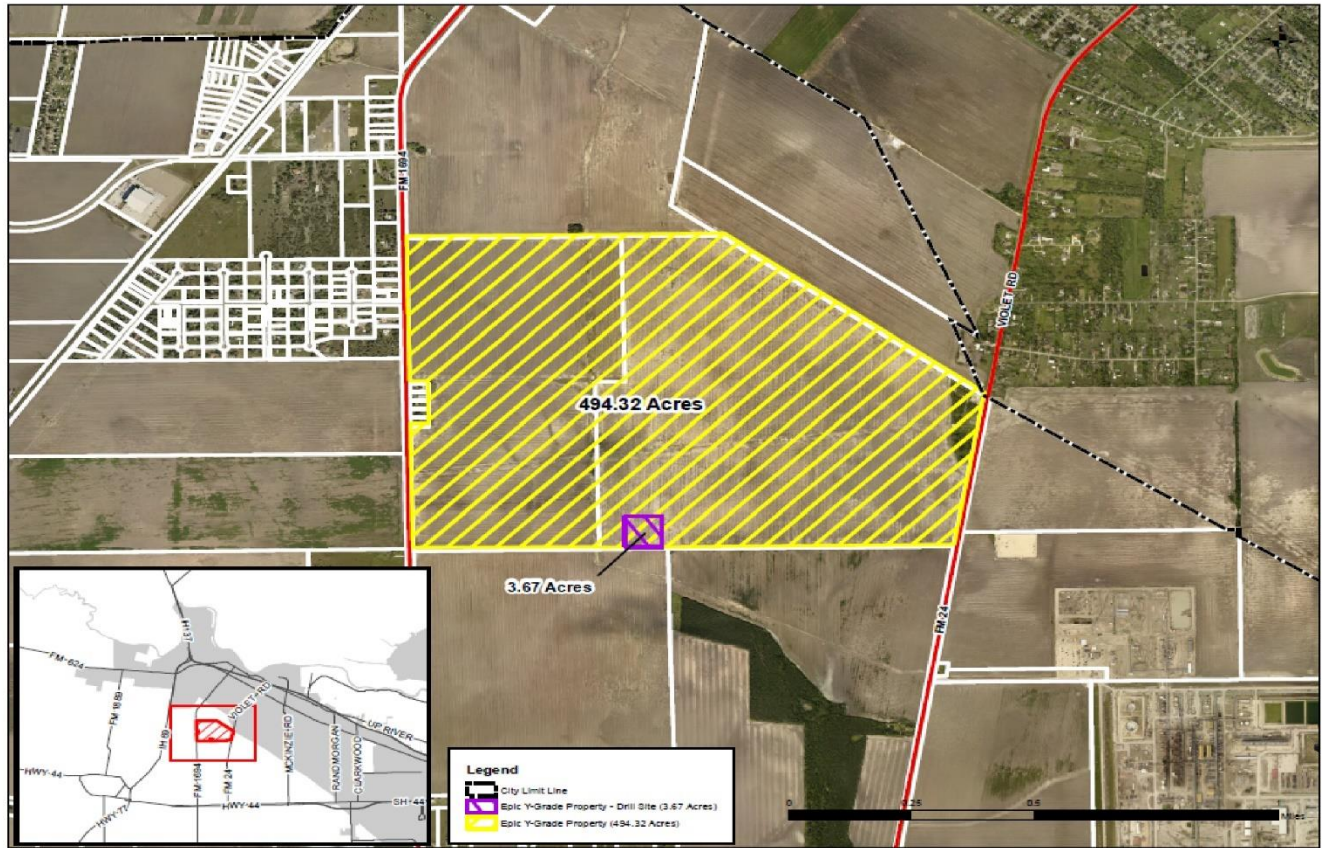 FM 1694
VIOLET RD
494.32 Acres
3.67 Acres
FM 24
IH 37
FM-624
FM 1889
IH 69
VIOLET RD
UP RIVER
MCKINZIE RD
RAND MORGAN
CLARKWOOD
HWY-44
FM-1694
FM 24
HWY-44
SH-44
HWY-77
Legend
City Limit Line
Epic Y-Grade Property - Drill Site (3.67 Acres)
Epic Y-Grade Property (494.32 Acres)
0
0.25
0.5
1
Miles